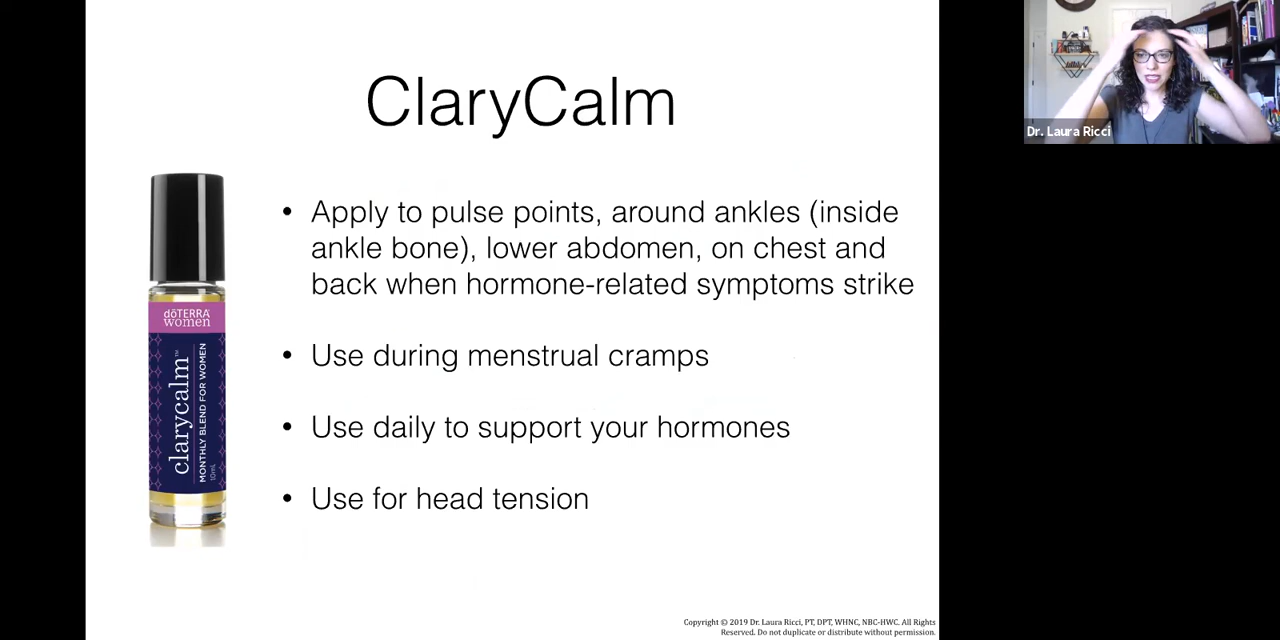 ClaryCalm
• Apply to pulse points, around ankles (inside
ankle bone), lower abdomen, on chest and
back when hormone-related symptoms strike
• Use during menstrual cramps
• Use daily to support your hormones
• Use for head tension
dōTERRA
women
clarycalm™
MONTHLY BLEND FOR WOMEN
10mL
Dr. Laura Ricci
Copyright © 2019 Dr. Laura Ricci, PT, DPT, WHNC, NBC-HWC. All Rights
Reserved. Do not duplicate or distribute without permission.